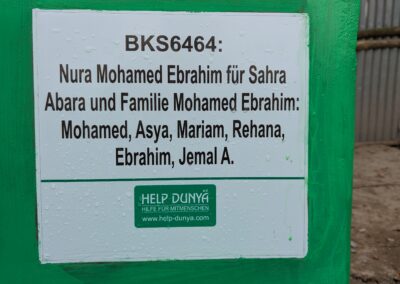 BKS6464:
Nura Mohamed Ebrahim für Sahra
Abara und Familie Mohamed Ebrahim:
Mohamed, Asya, Mariam, Rehana,
Ebrahim, Jemal A.
HELP DUNYA
HILFE FÜR MITMENSCHEN
www.help-dunya.com